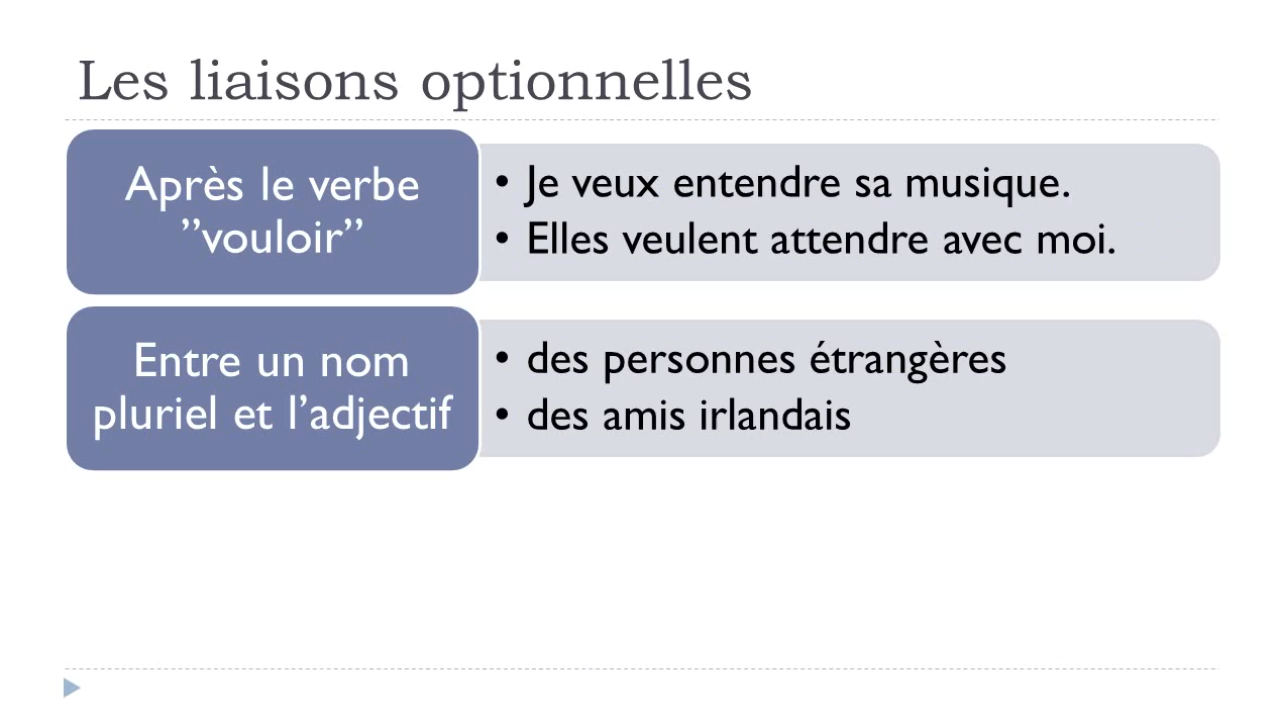 Les liaisons optionnelles
Après le verbe
”vouloir”
• Je veux entendre sa musique.
• Elles veulent attendre avec moi.
Entre un nom
pluriel et l’adjectif
• des personnes étrangères
• des amis irlandais